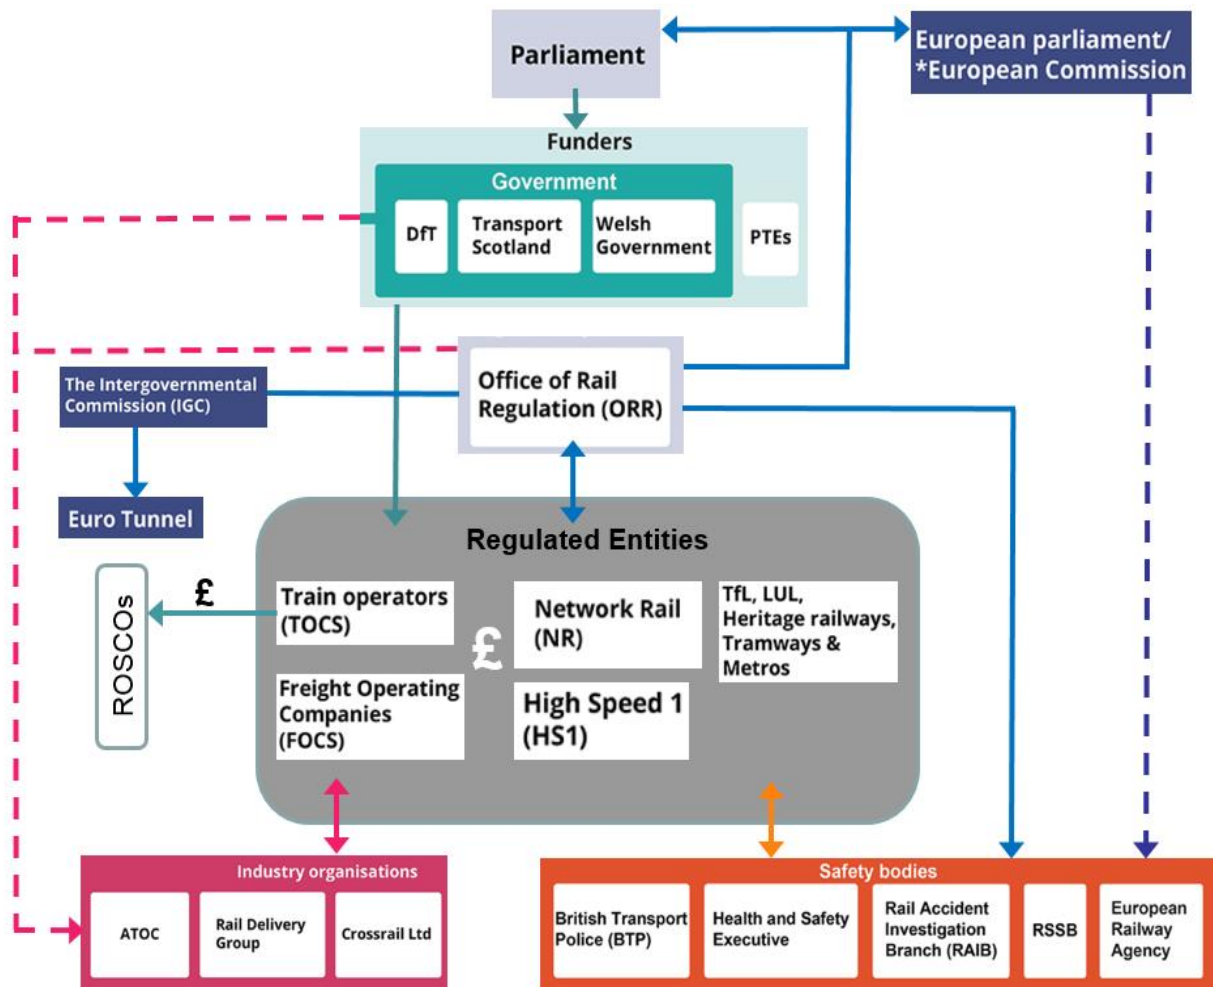 Parliament
European parliament/
*European Commission
Funders
Government
DfT
Transport
Scotland
Welsh
Government
PTEs
The Intergovernmental
Commission (IGC)
Office of Rail
Regulation (ORR)
Euro Tunnel
Regulated Entities
ROSCOs
£
Train operators
(TOCS)
£
Network Rail
(NR)
TfL, LUL,
Heritage railways,
Tramways &
Metros
Freight Operating
Companies
(FOCS)
High Speed 1
(HS1)
Industry organisations
ATOC
Rail Delivery
Group
Crossrail Ltd
Safety bodies
British Transport
Police (BTP)
Health and Safety
Executive
Rail Accident
Investigation
Branch (RAIB)
RSSB
European
Railway
Agency